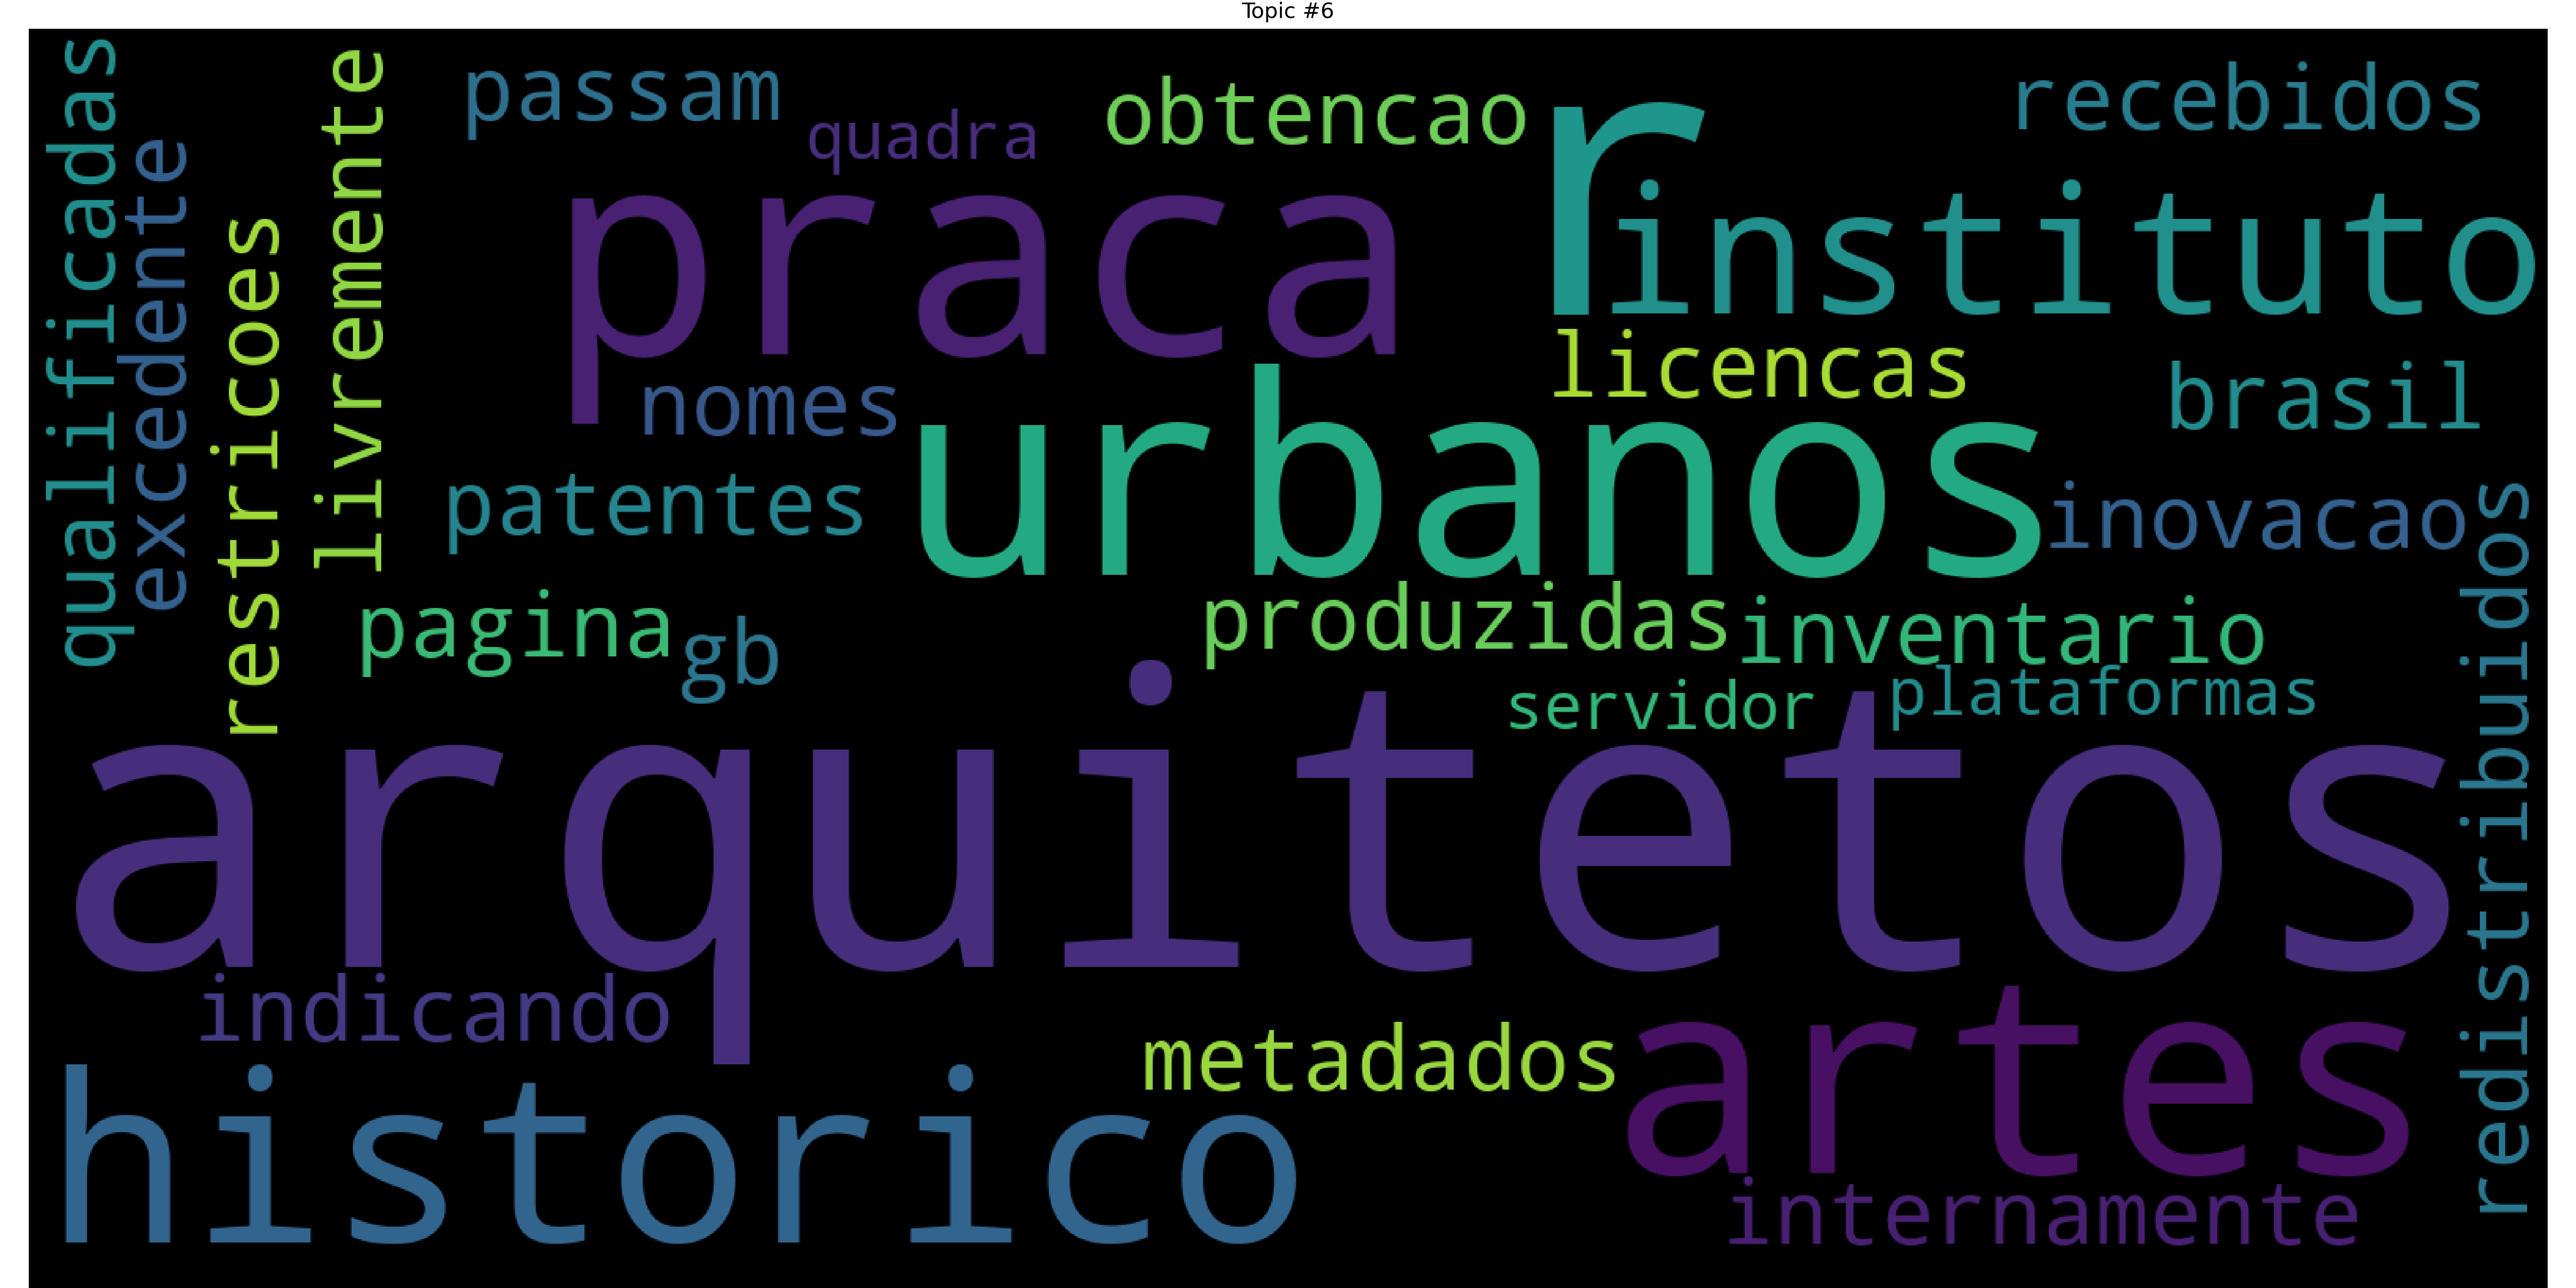 Topic #6
qualificadas
excedente
restricoes
livremente
passam
quadra
obtencao
r
recebidos
praca
instituto
licencas
nomes
brasil
urbanos
patentes
inovacao
pagina
gb
produzidas
inventario
servidor
plataformas
redistribuidos
arquitetos
indicando
metadados
artes
historico
internamente